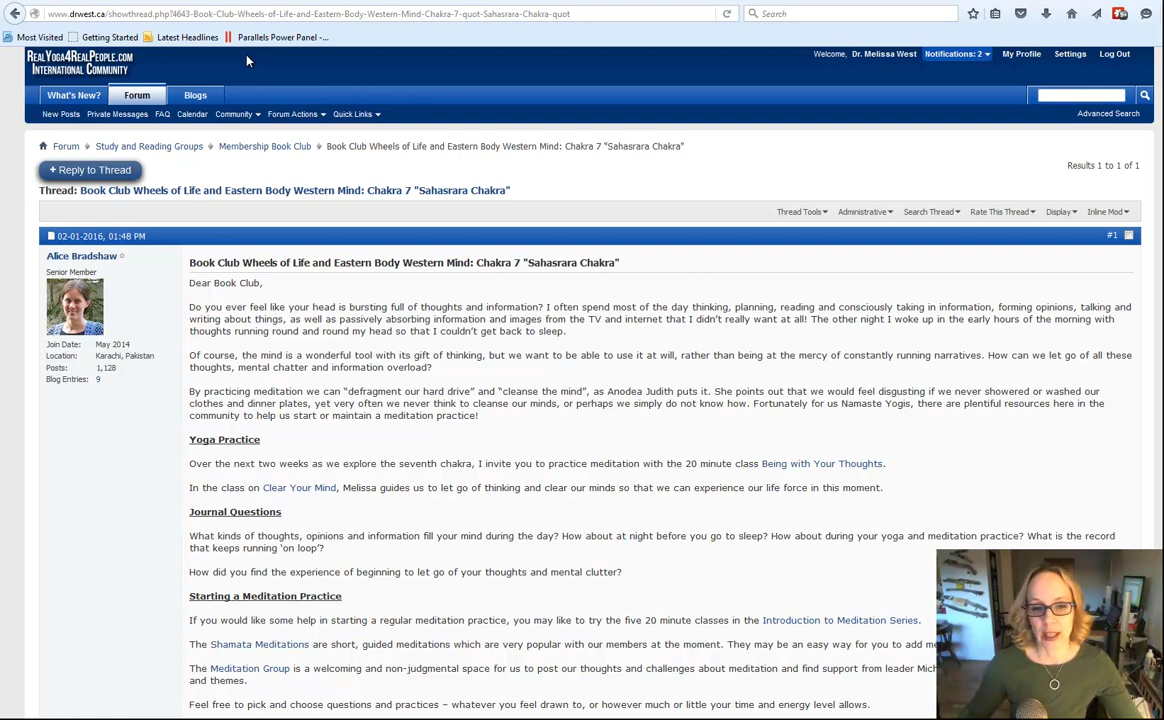 www.drwest.ca/showthread.php?4643-Book-Club-Wheels-of-Life-and-Eastern-Body-Western-Mind-Chakra-7-quot-Sahasrara-Chakra-quot
Search
Most Visited Getting Started Latest Headlines Parallels Power Panel -...
RealYoga4RealPeople.com
International Community
Welcome, Dr. Melissa West Notifications: 2 My Profile Settings Log Out
What's New? Forum Blogs
New Posts Private Messages FAQ Calendar Community Forum Actions Quick Links Advanced Search
Forum Study and Reading Groups Membership Book Club Book Club Wheels of Life and Eastern Body Western Mind: Chakra 7 "Sahasrara Chakra"
+ Reply to Thread
Results 1 to 1 of 1
Thread: Book Club Wheels of Life and Eastern Body Western Mind: Chakra 7 "Sahasrara Chakra"
Thread Tools Administrative Search Thread Rate This Thread Display Inline Mod
02-01-2016, 01:48 PM #1
Alice Bradshaw
Senior Member
Join Date: May 2014
Location: Karachi, Pakistan
Posts: 1,128
Blog Entries: 9
Book Club Wheels of Life and Eastern Body Western Mind: Chakra 7 "Sahasrara Chakra"
Dear Book Club,
Do you ever feel like your head is bursting full of thoughts and information? I often spend most of the day thinking, planning, reading and consciously taking in information, forming opinions, talking and
writing about things, as well as passively absorbing information and images from the TV and internet that I didn't really want at all! The other night I woke up in the early hours of the morning with
thoughts running round and round my head so that I couldn't get back to sleep.
Of course, the mind is a wonderful tool with its gift of thinking, but we want to be able to use it at will, rather than being at the mercy of constantly running narratives. How can we let go of all these
thoughts, mental chatter and information overload?
By practicing meditation we can “defragment our hard drive” and “cleanse the mind”, as Anodea Judith puts it. She points out that we would feel disgusting if we never showered or washed our
clothes and dinner plates, yet very often we never think to cleanse our minds, or perhaps we simply do not know how. Fortunately for us Namaste Yogis, there are plentiful resources here in the
community to help us start or maintain a meditation practice!
Yoga Practice
Over the next two weeks as we explore the seventh chakra, I invite you to practice meditation with the 20 minute class Being with Your Thoughts.
In the class on Clear Your Mind, Melissa guides us to let go of thinking and clear our minds so that we can experience our life force in this moment.
Journal Questions
What kinds of thoughts, opinions and information fill your mind during the day? How about at night before you go to sleep? How about during your yoga and meditation practice? What is the record
that keeps running ‘on loop’?
How did you find the experience of beginning to let go of your thoughts and mental clutter?
Starting a Meditation Practice
If you would like some help in starting a regular meditation practice, you may like to try the five 20 minute classes in the Introduction to Meditation Series.
The Shamata Meditations are short, guided meditations which are very popular with our members at the moment. They may be an easy way for you to add me
The Meditation Group is a welcoming and non-judgmental space for us to post our thoughts and challenges about meditation and find support from leader Mich
and themes.
Feel free to pick and choose questions and practices – whatever you feel drawn to, or however much or little your time and energy level allows.